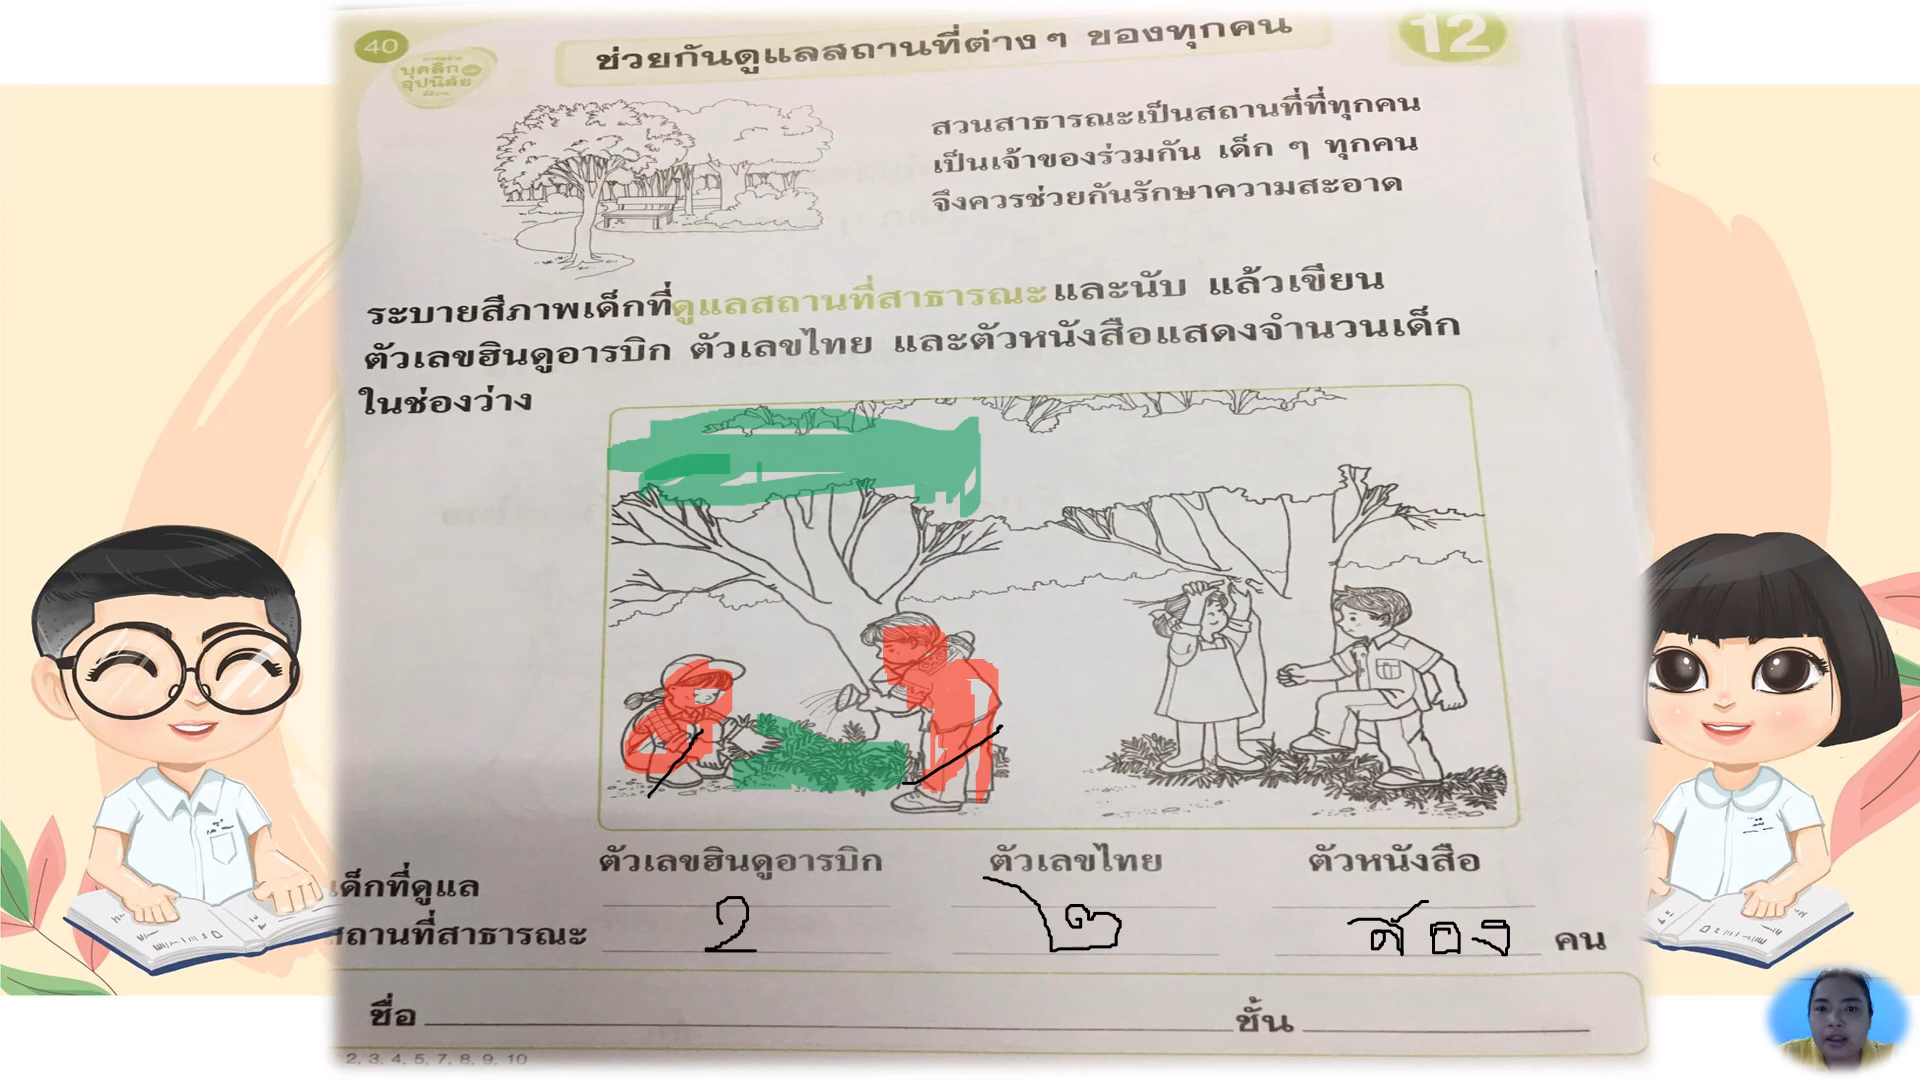 40
บุคลิก
อุปนิสัย
ช่วยกันดูแลสถานที่ต่าง ๆ ของทุกคน
12
สวนสาธารณะเป็นสถานที่ที่ทุกคน
เป็นเจ้าของร่วมกัน เด็ก ๆ ทุกคน
จึงควรช่วยกันรักษาความสะอาด
ระบายสีภาพเด็กที่ดูแลสถานที่สาธารณะและนับ แล้วเขียน
ตัวเลขฮินดูอารบิก ตัวเลขไทย และตัวหนังสือแสดงจำนวนเด็ก
ในช่องว่าง
ตัวเลขฮินดูอารบิก ตัวเลขไทย ตัวหนังสือ
เด็กที่ดูแล
สถานที่สาธารณะ 2 ๒ สอง คน
ชื่อ ชั้น
2, 3, 4, 5, 7, 8, 9, 10